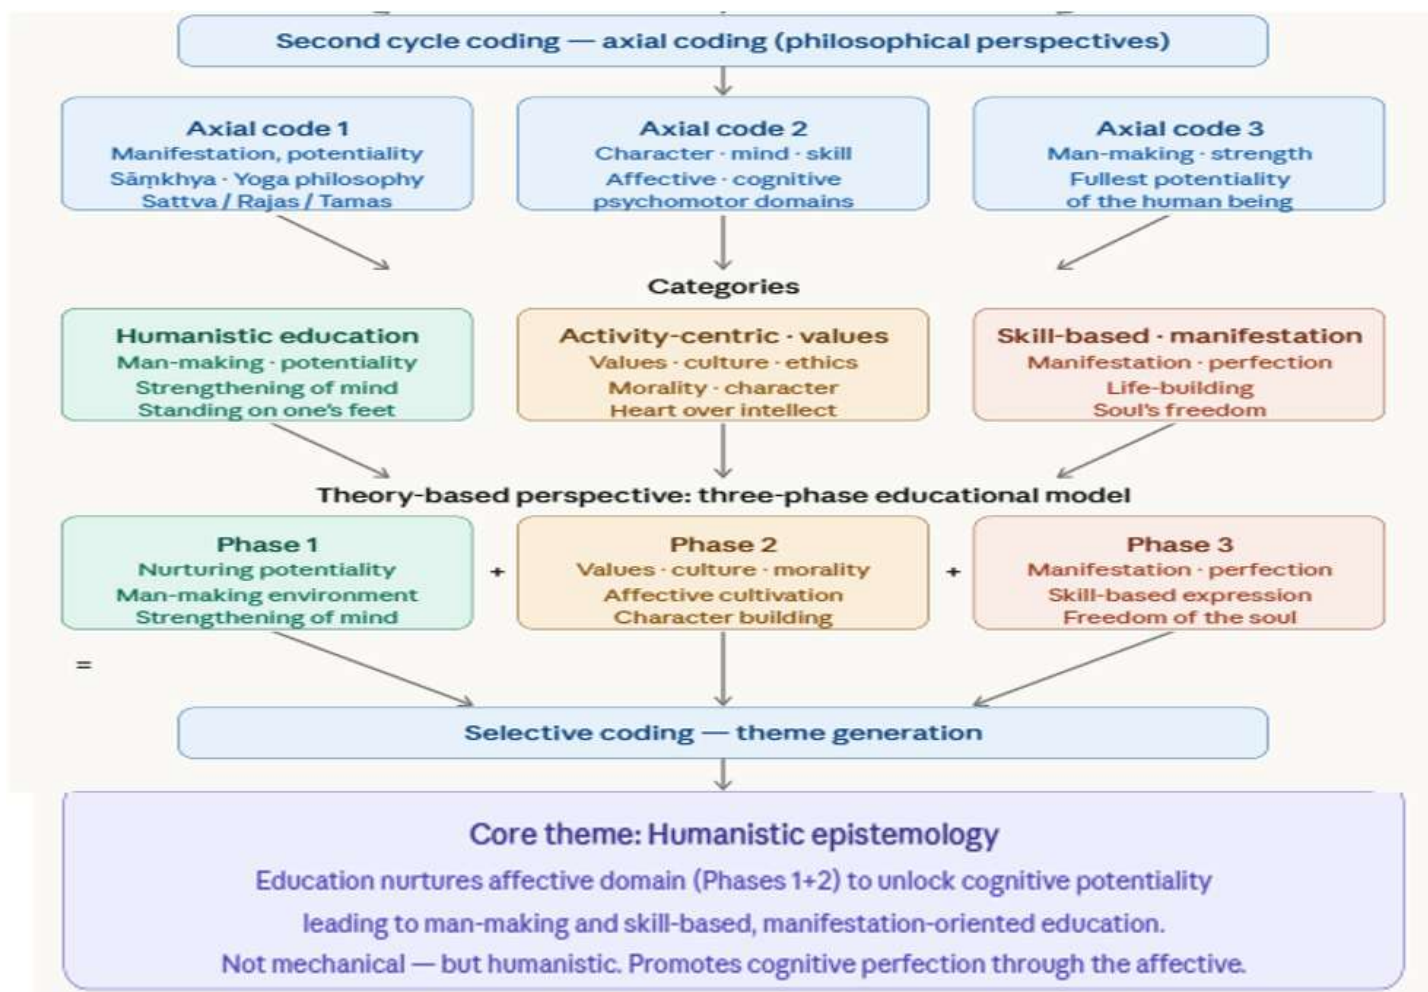 Second cycle coding — axial coding (philosophical perspectives)
Axial code 1
Manifestation, potentiality
Sāṃkhya · Yoga philosophy
Sattva / Rajas / Tamas
Axial code 2
Character · mind · skill
Affective · cognitive
psychomotor domains
Axial code 3
Man-making · strength
Fullest potentiality
of the human being
Categories
Humanistic education
Man-making · potentiality
Strengthening of mind
Standing on one's feet
Activity-centric · values
Values · culture · ethics
Morality · character
Heart over intellect
Skill-based · manifestation
Manifestation · perfection
Life-building
Soul's freedom
Theory-based perspective: three-phase educational model
Phase 1
Nurturing potentiality
Man-making environment
Strengthening of mind
+
Phase 2
Values · culture · morality
Affective cultivation
Character building
+
Phase 3
Manifestation · perfection
Skill-based expression
Freedom of the soul
=
Selective coding — theme generation
Core theme: Humanistic epistemology
Education nurtures affective domain (Phases 1+2) to unlock cognitive potentiality
leading to man-making and skill-based, manifestation-oriented education.
Not mechanical — but humanistic. Promotes cognitive perfection through the affective.